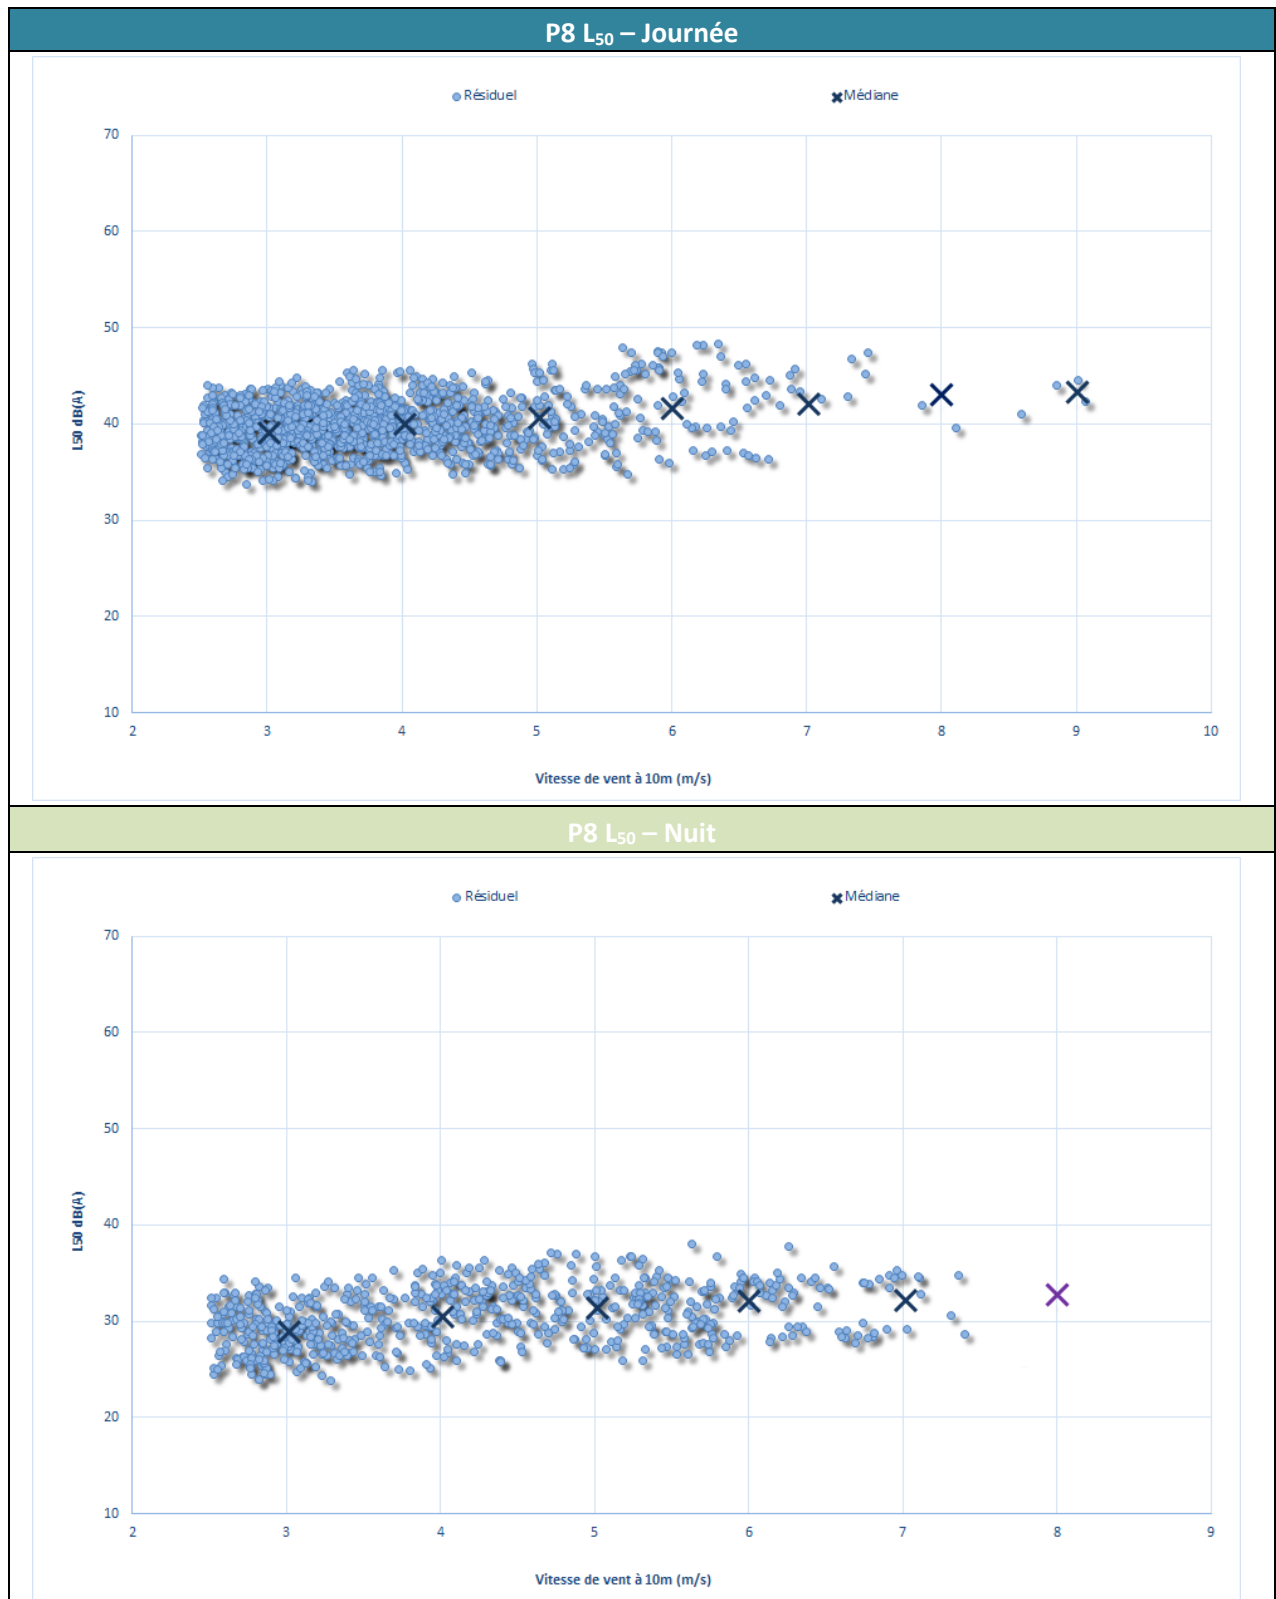 P8 L50 – Journée
Résiduel Médiane
70
60
50
40
30
20
10
L50 dB(A)
2 3 4 5 6 7 8 9 10
Vitesse de vent à 10m (m/s)
P8 L50 – Nuit
Résiduel Médiane
70
60
50
40
30
20
10
L50 dB(A)
2 3 4 5 6 7 8 9
Vitesse de vent à 10m (m/s)